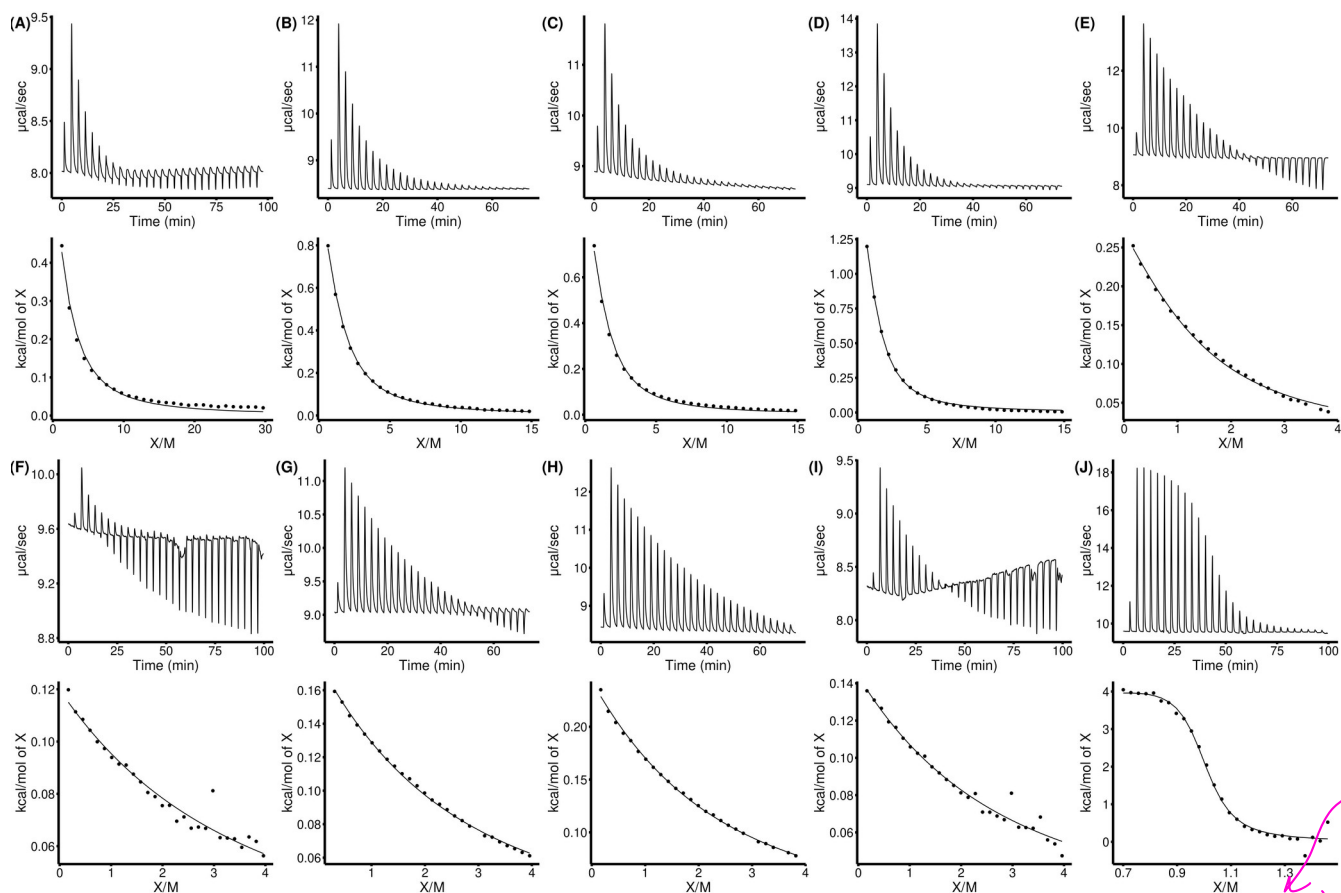 (A) (B) (C) (D) (E)
9.5 9.0 8.5 8.0
μcal/sec
0 25 50 75 100
Time (min)
12 11 10 9
μcal/sec
0 20 40 60
Time (min)
12 11 10 9
μcal/sec
0 20 40 60
Time (min)
14 13 12 11 10 9
μcal/sec
0 20 40 60
Time (min)
12 10 8
μcal/sec
0 20 40 60
Time (min)
0.4 0.3 0.2 0.1 0.0
kcal/mol of X
0 10 20 30
X/M
0.8 0.6 0.4 0.2 0.0
kcal/mol of X
0 5 10 15
X/M
0.6 0.4 0.2 0.0
kcal/mol of X
0 5 10 15
X/M
1.25 1.00 0.75 0.50 0.25 0.00
kcal/mol of X
0 5 10 15
X/M
0.25 0.20 0.15 0.10 0.05
kcal/mol of X
0 1 2 3 4
X/M
(F) (G) (H) (I) (J)
10.0 9.6 9.2 8.8
μcal/sec
0 25 50 75 100
Time (min)
11.0 10.5 10.0 9.5 9.0
μcal/sec
0 20 40 60
Time (min)
12 11 10 9
μcal/sec
0 20 40 60
Time (min)
9.5 9.0 8.5 8.0
μcal/sec
0 25 50 75 100
Time (min)
18 16 14 12 10
μcal/sec
0 25 50 75 100
Time (min)
0.12 0.10 0.08 0.06
kcal/mol of X
0 1 2 3 4
X/M
0.16 0.14 0.12 0.10 0.08 0.06
kcal/mol of X
1 2 3 4
X/M
0.20 0.15 0.10
kcal/mol of X
0 1 2 3 4
X/M
0.14 0.12 0.10 0.08 0.06
kcal/mol of X
0 1 2 3 4
X/M
4 3 2 1 0
kcal/mol of X
0.7 0.9 1.1 1.3
X/M